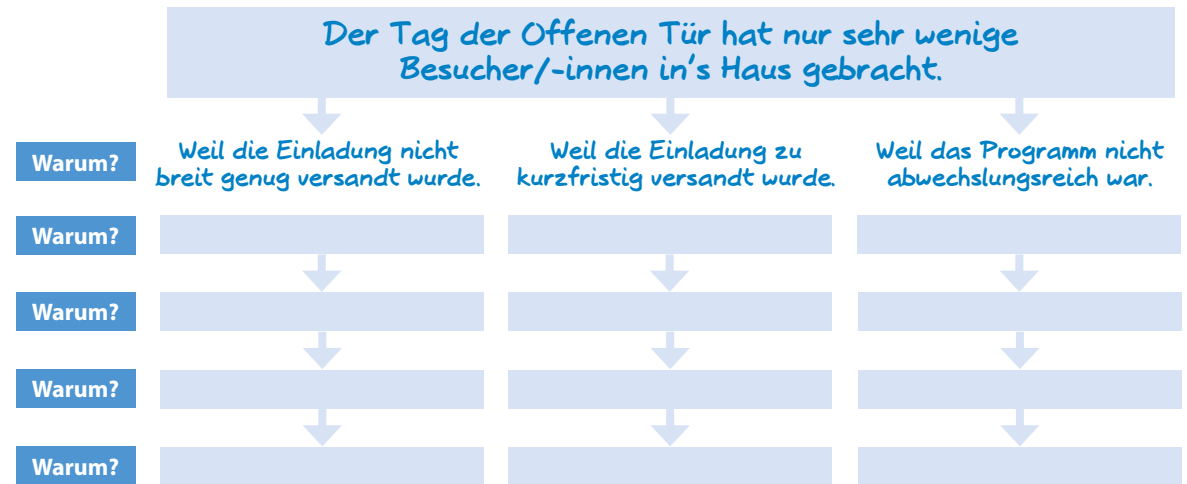 Der Tag der Offenen Tür hat nur sehr wenige
Besucher/-innen in's Haus gebracht.
Warum?
Weil die Einladung nicht
breit genug versandt wurde.
Weil die Einladung zu
kurzfristig versandt wurde.
Weil das Programm nicht
abwechslungsreich war.
Warum?
Warum?
Warum?
Warum?